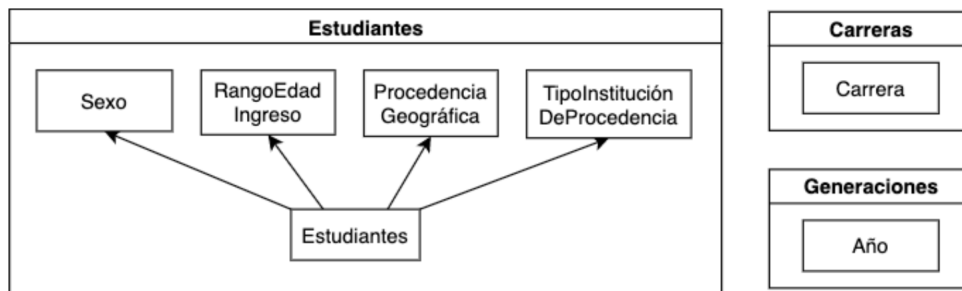 Estudiantes
Sexo
RangoEdad
Ingreso
Procedencia
Geográfica
TipoInstitución
DeProcedencia
Estudiantes
Carreras
Carrera
Generaciones
Año